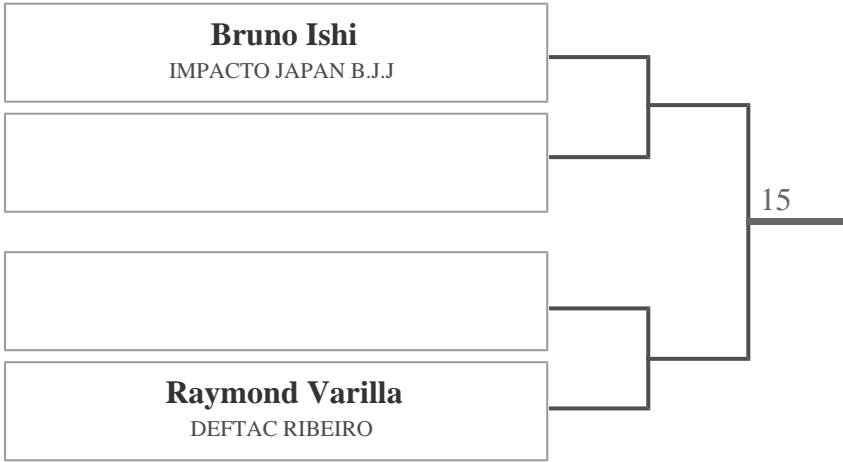 Bruno Ishi
IMPACTO JAPAN B.J.J
15
Raymond Varilla
DEFTAC RIBEIRO